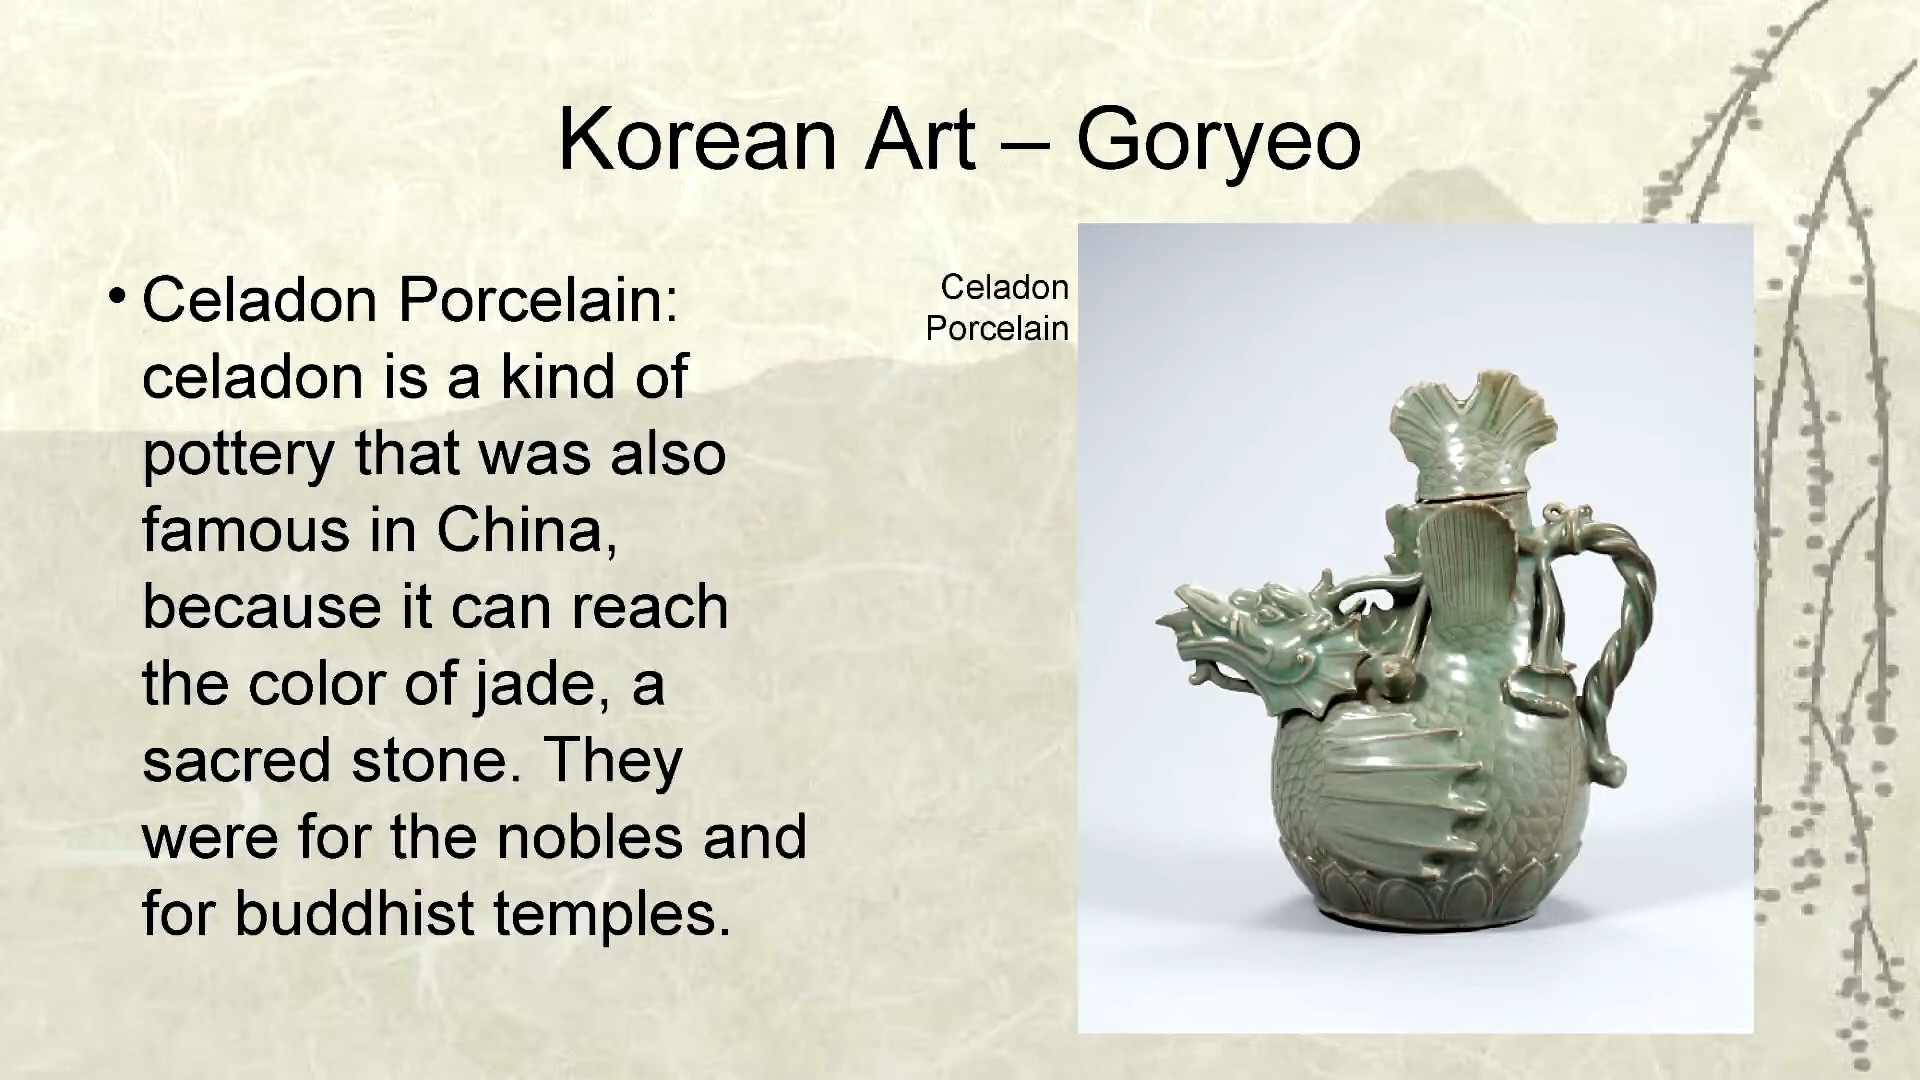 Korean Art – Goryeo
• Celadon Porcelain:
celadon is a kind of
pottery that was also
famous in China,
because it can reach
the color of jade, a
sacred stone. They
were for the nobles and
for buddhist temples.
Celadon
Porcelain